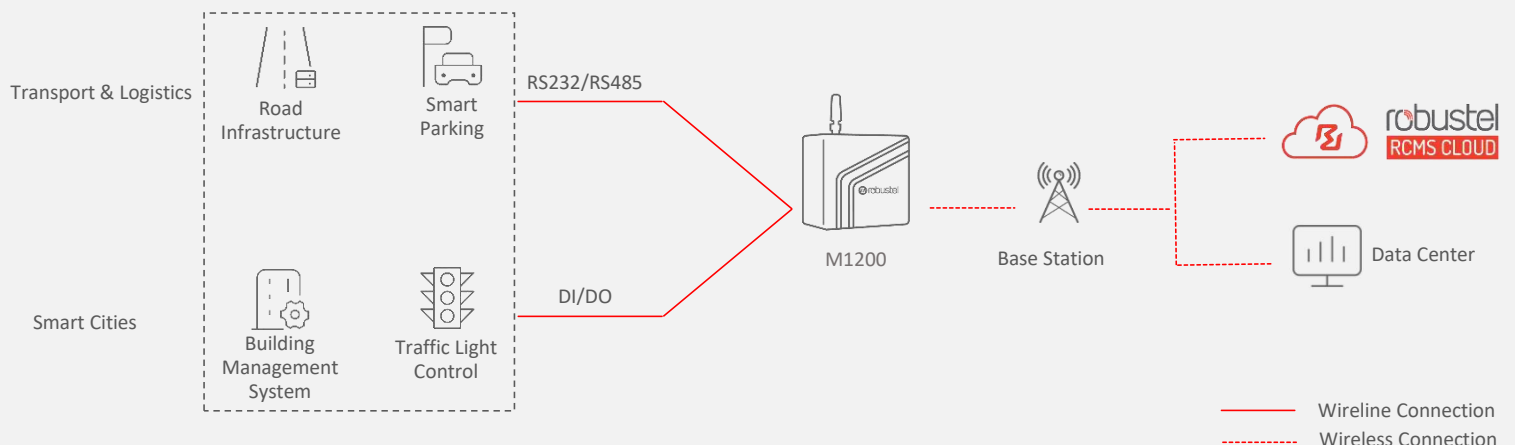 Transport & Logistics
Road
Infrastructure
Smart
Parking
RS232/RS485
robustel
M1200
Base Station
robustel
RCMS CLOUD
Data Center
Smart Cities
Building
Management
System
Traffic Light
Control
DI/DO
Wireline Connection
Wireless Connection